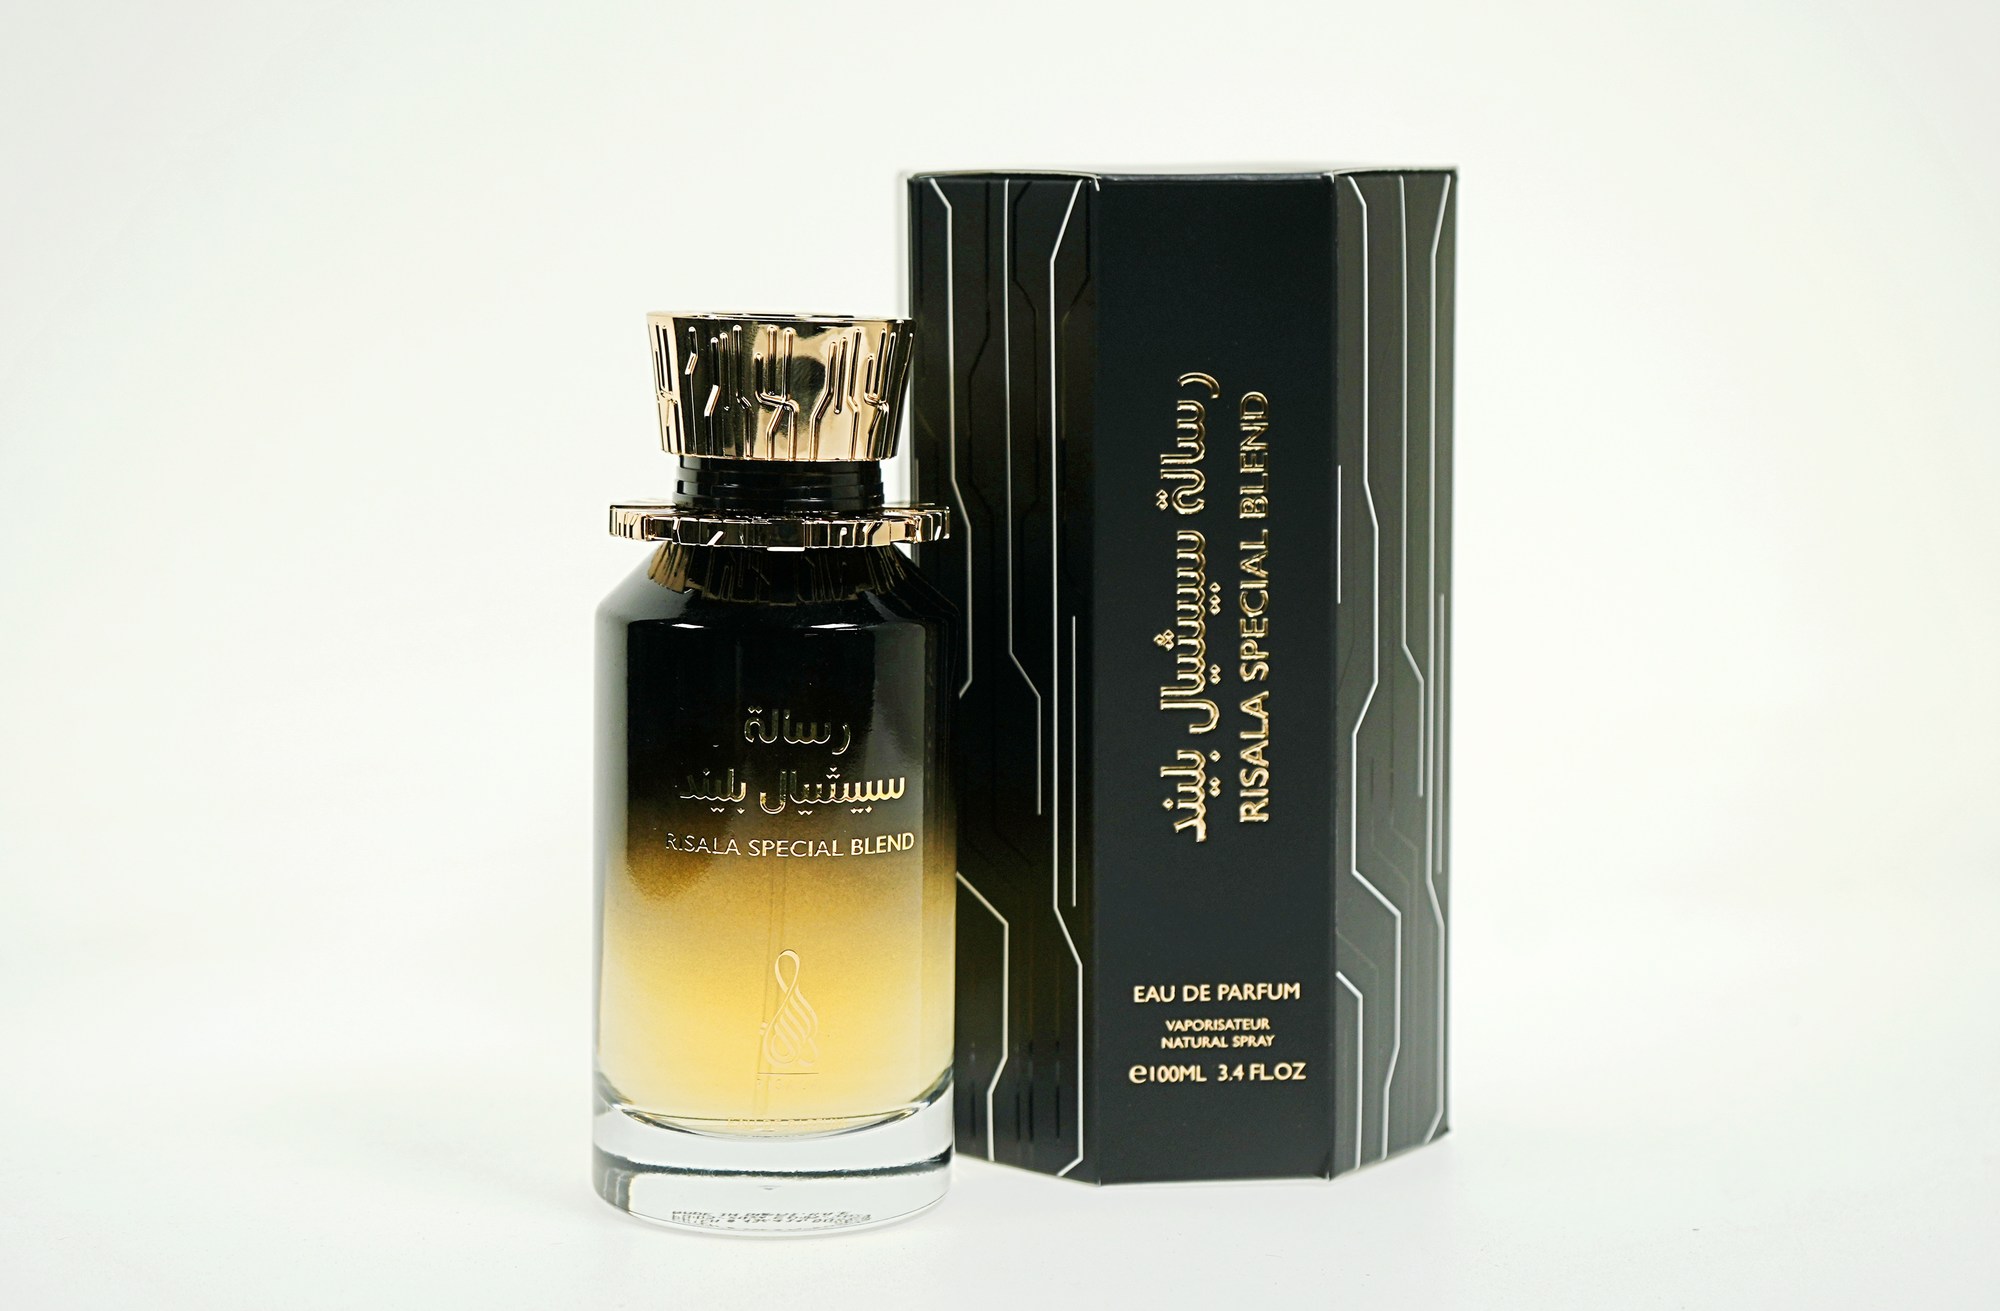 رسالة
سبيشيال بليند
RISALA SPECIAL BLEND
رسالة سبيشيال بليند
RISALA SPECIAL BLEND
EAU DE PARFUM
VAPORISATEUR
NATURAL SPRAY
℮100ML 3.4 FL.OZ